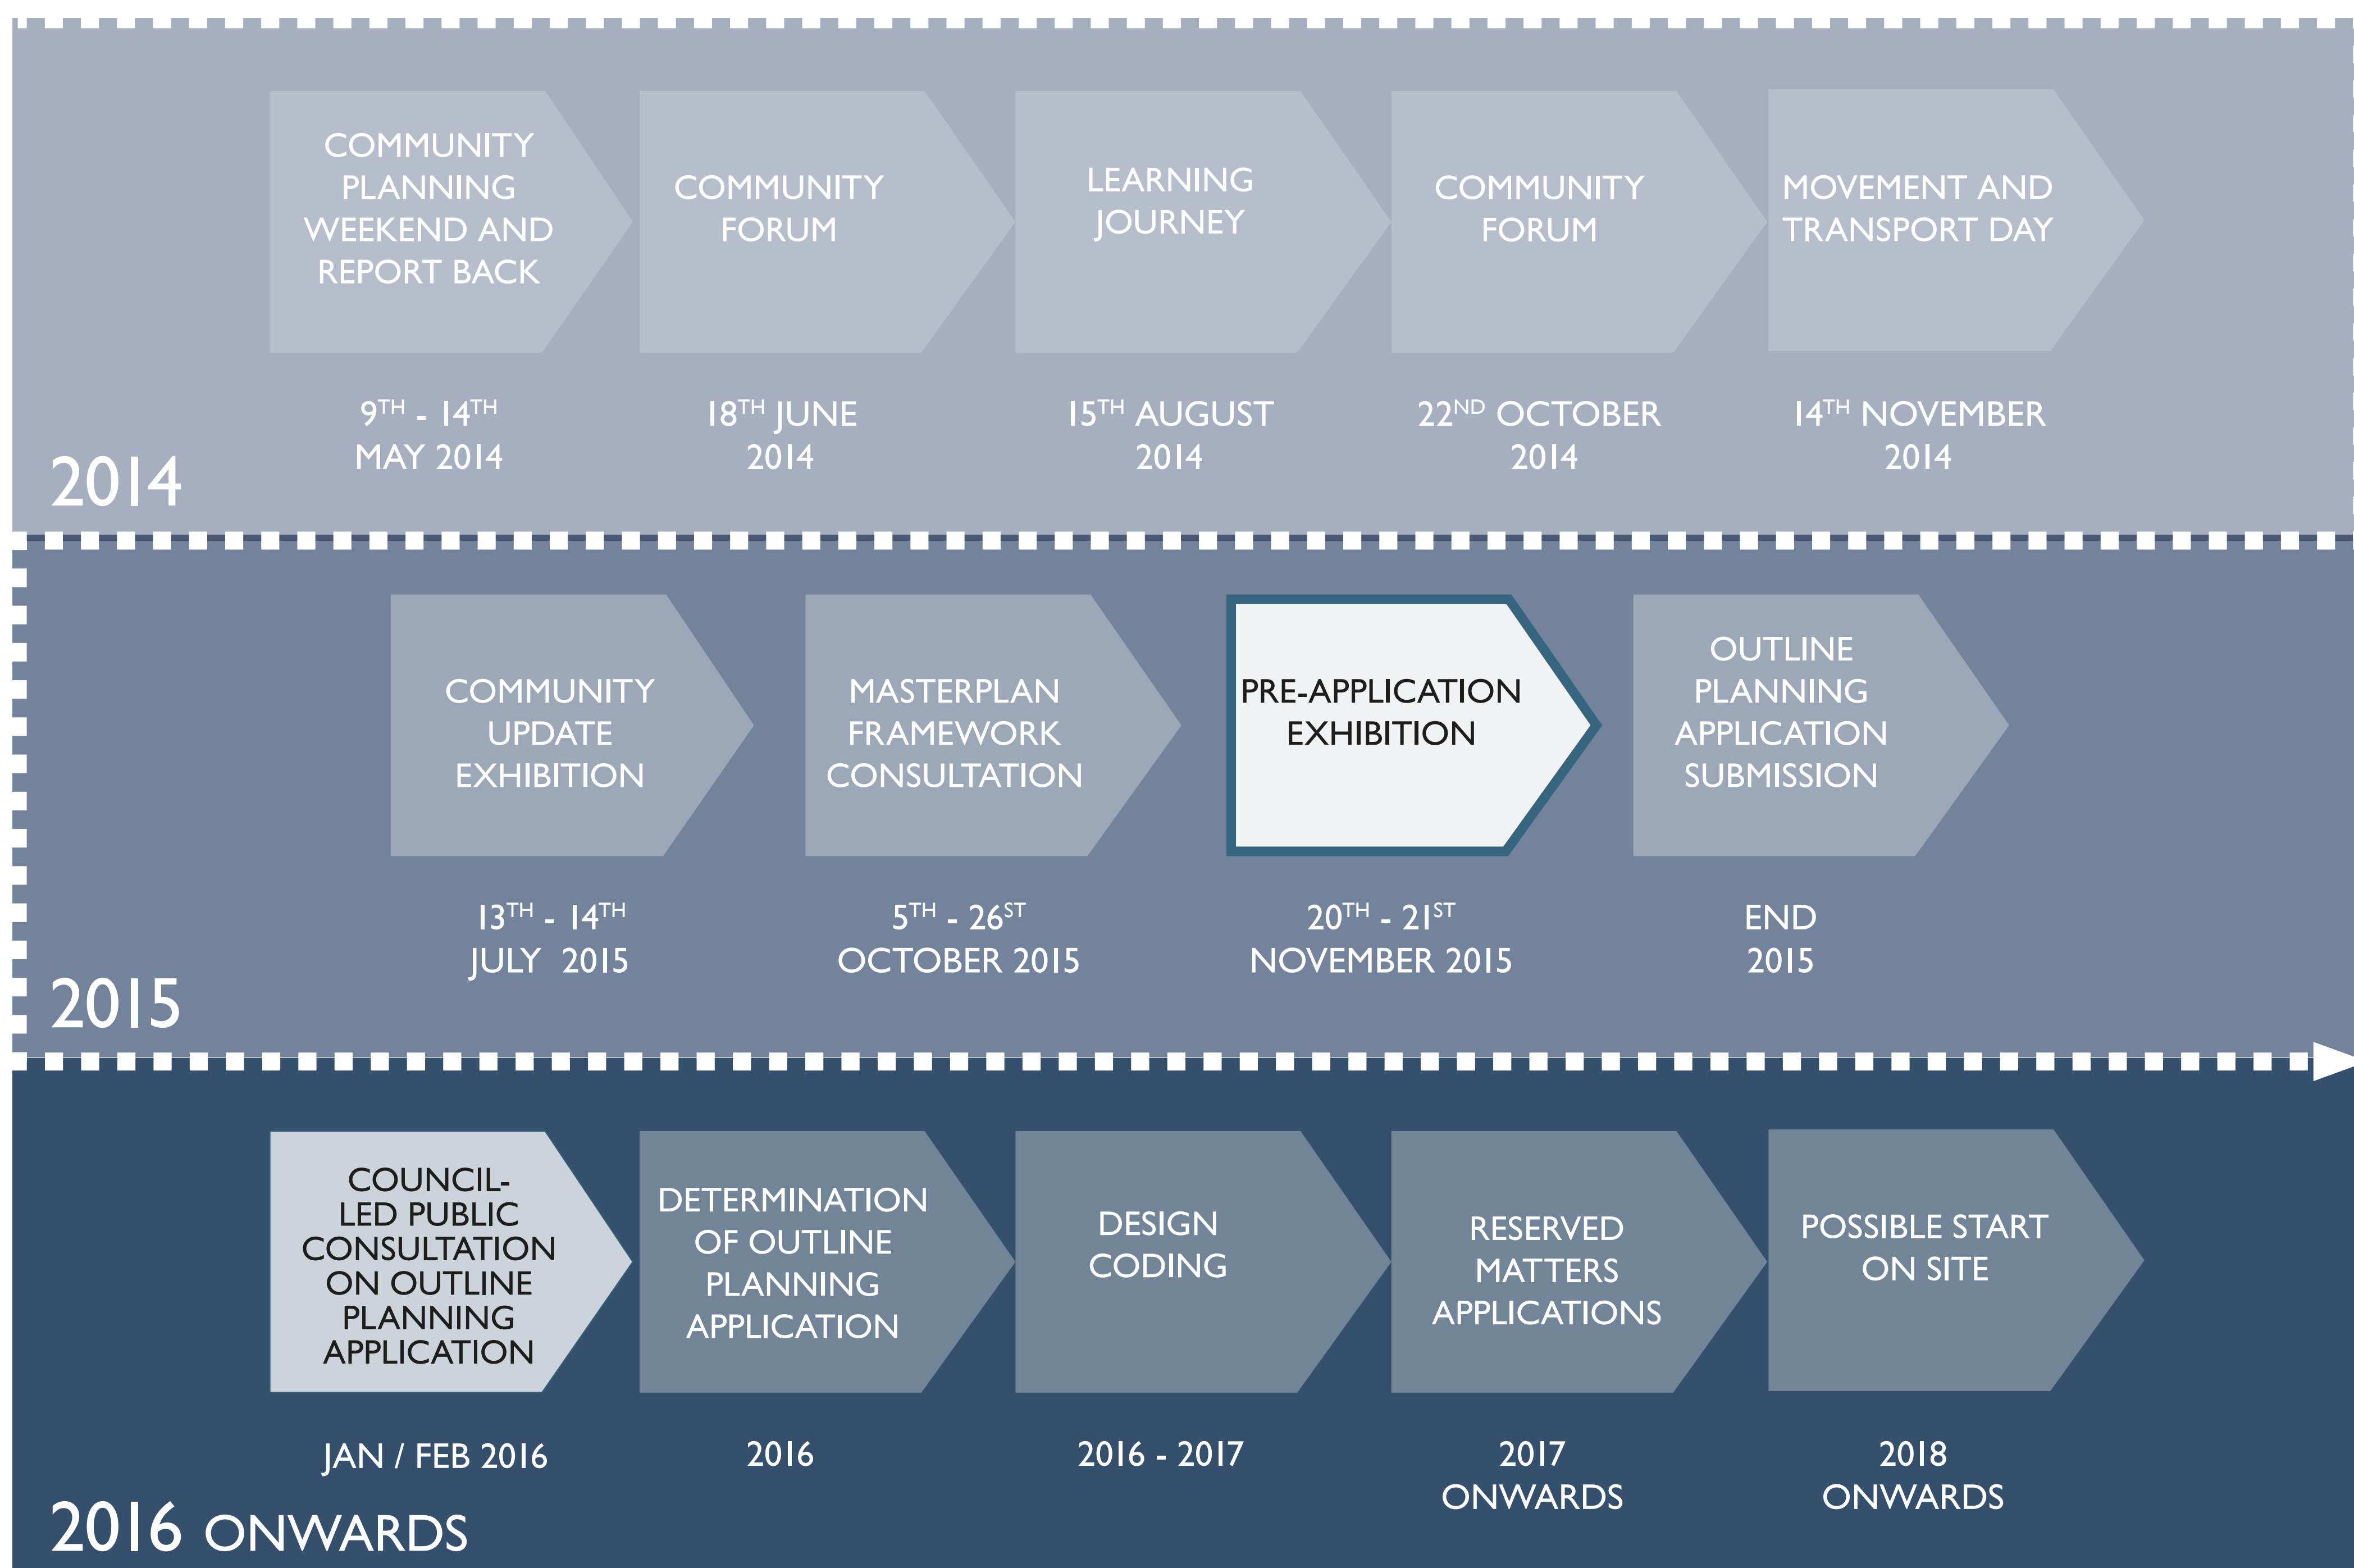 COMMUNITY
PLANNING
WEEKEND AND
REPORT BACK
9TH - 14TH
MAY 2014
COMMUNITY
FORUM
18TH JUNE
2014
LEARNING
JOURNEY
15TH AUGUST
2014
COMMUNITY
FORUM
22ND OCTOBER
2014
MOVEMENT AND
TRANSPORT DAY
14TH NOVEMBER
2014
2014
COMMUNITY
UPDATE
EXHIBITION
13TH - 14TH
JULY 2015
MASTERPLAN
FRAMEWORK
CONSULTATION
5TH - 26ST
OCTOBER 2015
PRE-APPLICATION
EXHIBITION
20TH - 21ST
NOVEMBER 2015
OUTLINE
PLANNING
APPLICATION
SUBMISSION
END
2015
2015
COUNCIL-
LED PUBLIC
CONSULTATION
ON OUTLINE
PLANNING
APPLICATION
JAN / FEB 2016
DETERMINATION
OF OUTLINE
PLANNING
APPLICATION
2016
DESIGN
CODING
2016 - 2017
RESERVED
MATTERS
APPLICATIONS
2017
ONWARDS
POSSIBLE START
ON SITE
2018
ONWARDS
2016 ONWARDS